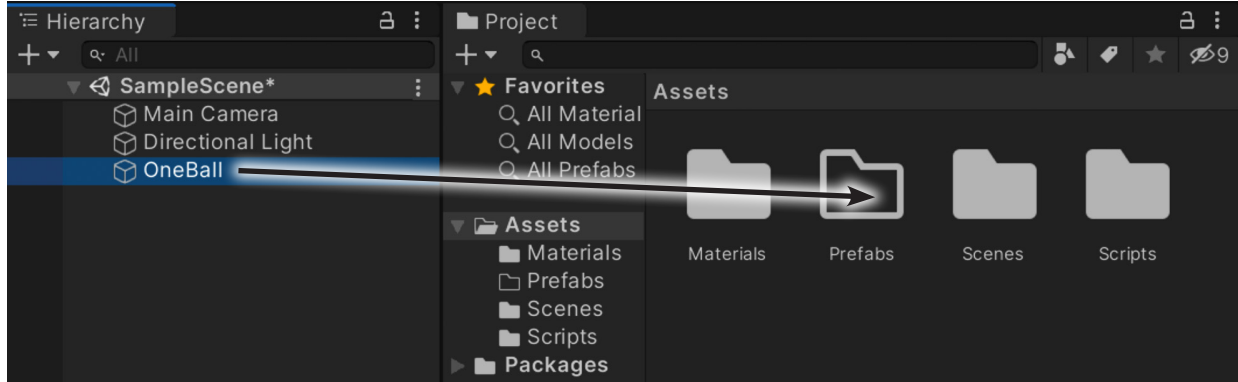 Hierarchy
All
SampleScene*
Main Camera
Directional Light
OneBall
Project
9
Favorites
All Material
All Models
All Prefabs
Assets
Materials
Prefabs
Scenes
Scripts
Packages
Assets
Materials
Prefabs
Scenes
Scripts